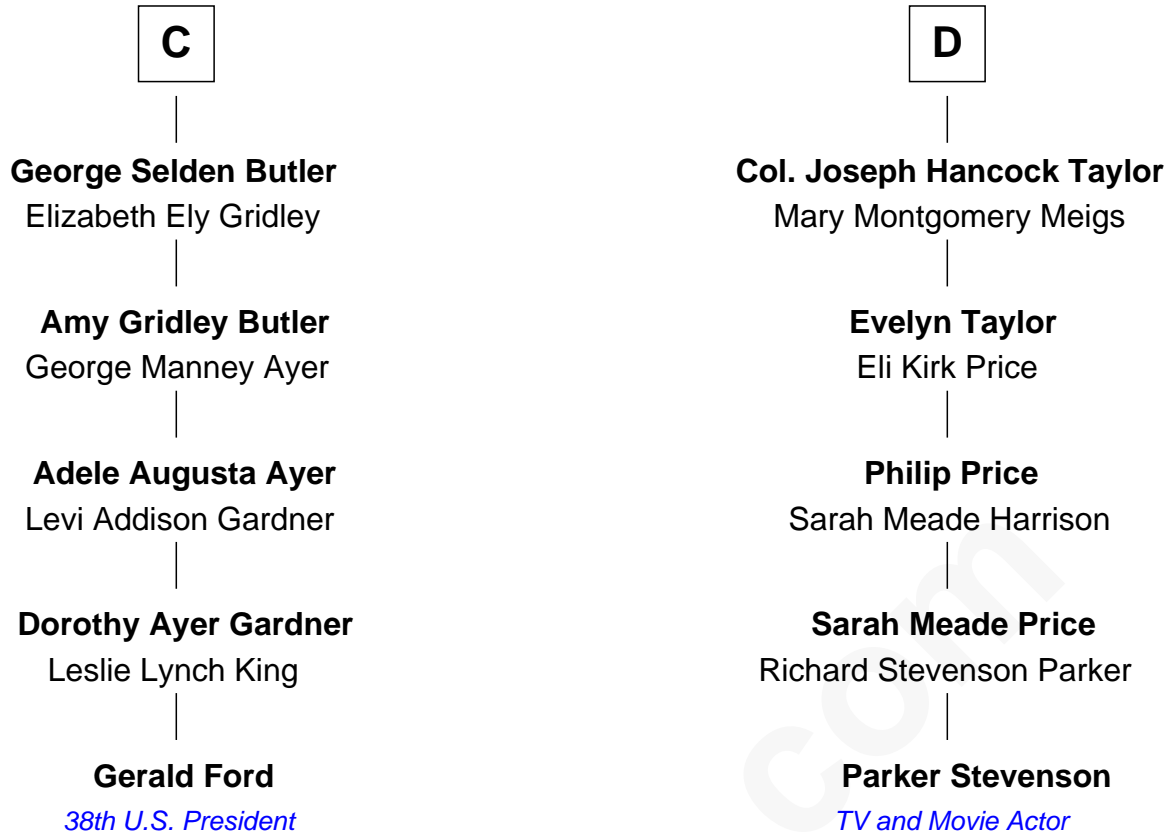 C
George Selden Butler
Elizabeth Ely Gridley
Amy Gridley Butler
George Manney Ayer
Adele Augusta Ayer
Levi Addison Gardner
Dorothy Ayer Gardner
Leslie Lynch King
Gerald Ford
38th U.S. President
D
Col. Joseph Hancock Taylor
Mary Montgomery Meigs
Evelyn Taylor
Eli Kirk Price
Philip Price
Sarah Meade Harrison
Sarah Meade Price
Richard Stevenson Parker
Parker Stevenson
TV and Movie Actor
com